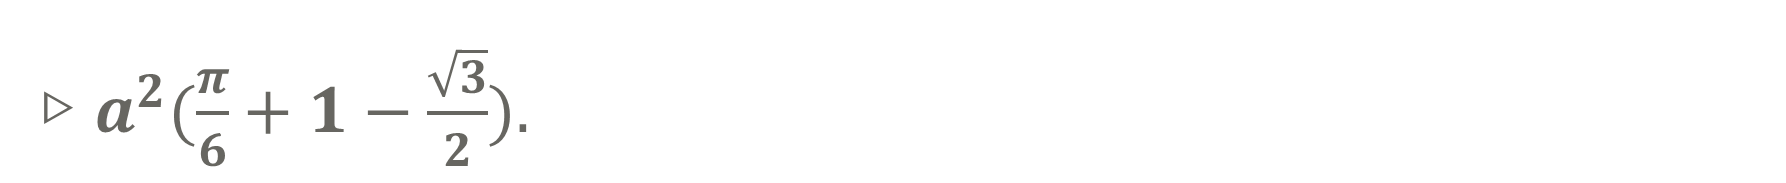 ▷ a²(π/6 + 1 − √3/2).